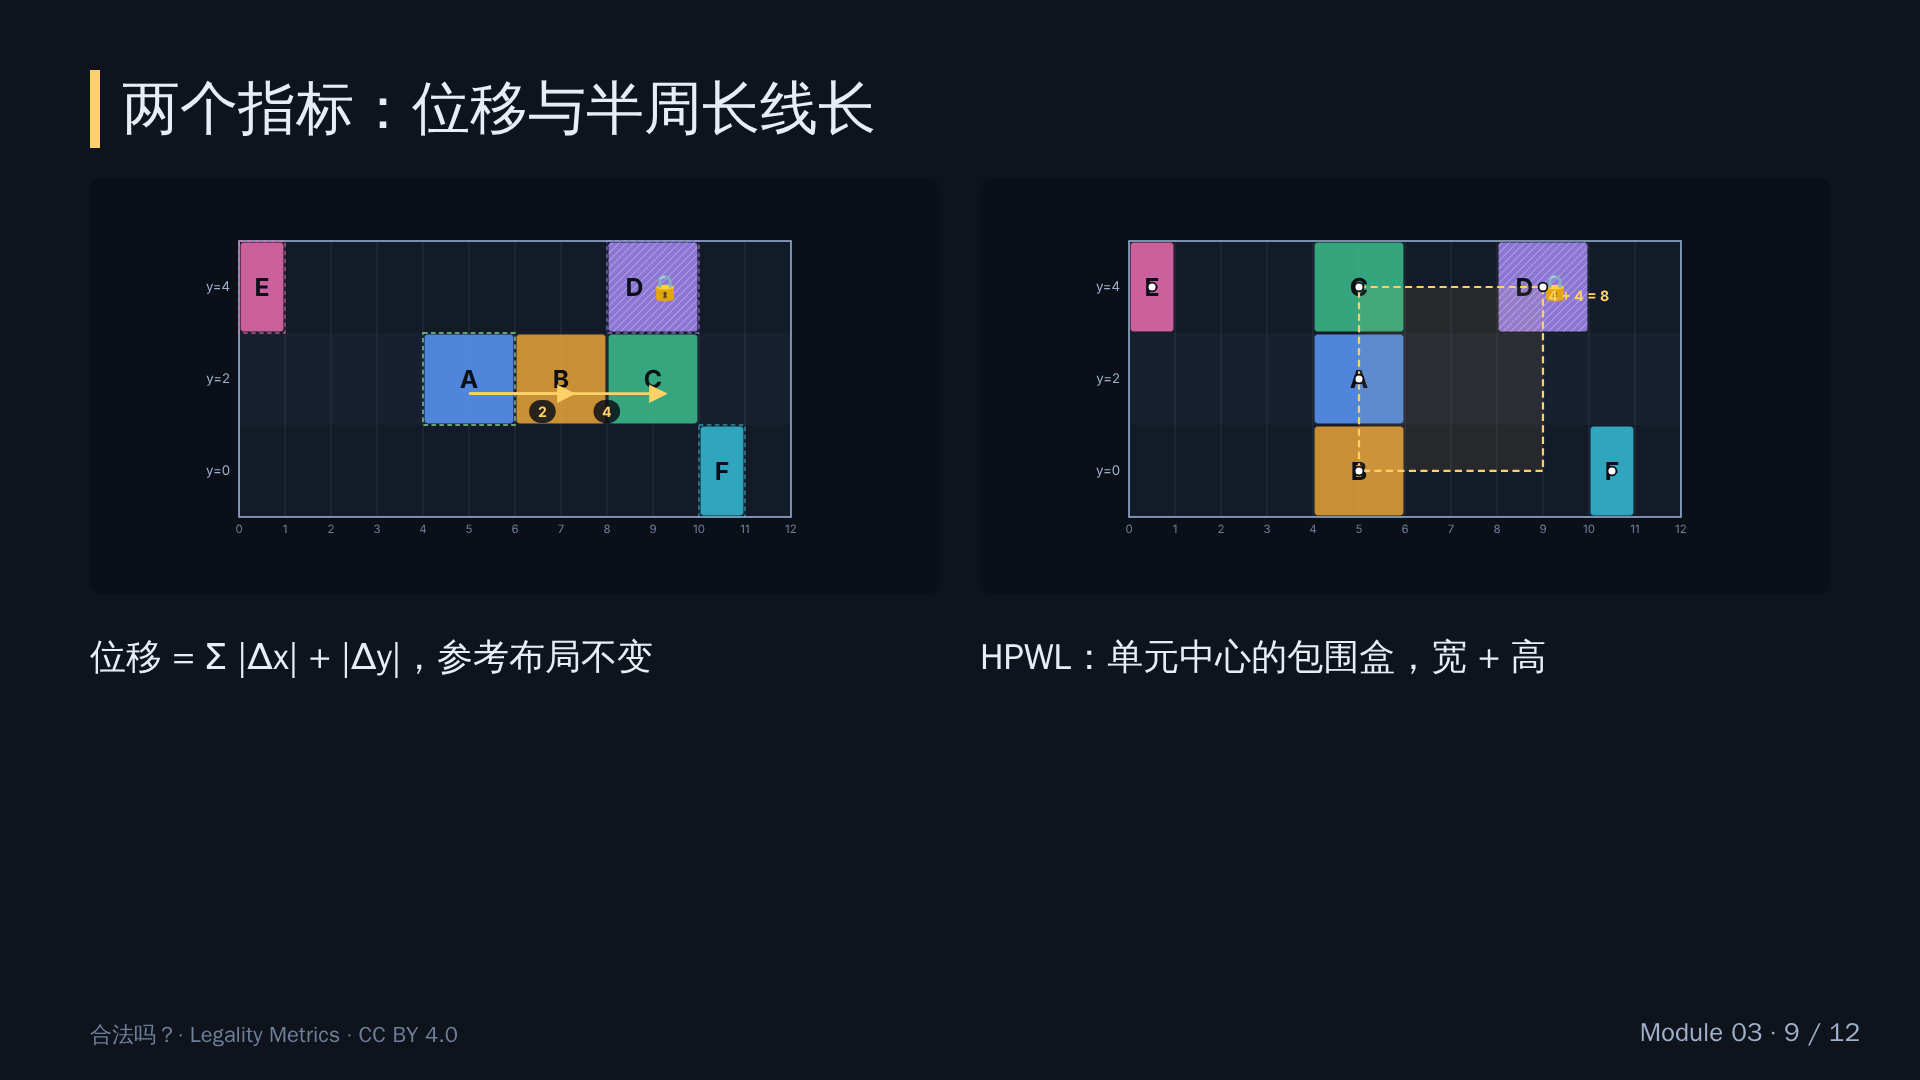 两个指标：位移与半周长线长
E
D 🔒
y=4
A
B
C
y=2
2
4
F
y=0
0 1 2 3 4 5 6 7 8 9 10 11 12
E
C
D 🔒
4 + 4 = 8
y=4
A
y=2
B
F
y=0
0 1 2 3 4 5 6 7 8 9 10 11 12
位移 = Σ |Δx| + |Δy|，参考布局不变
HPWL：单元中心的包围盒，宽 + 高
合法吗？· Legality Metrics · CC BY 4.0
Module 03 · 9 / 12